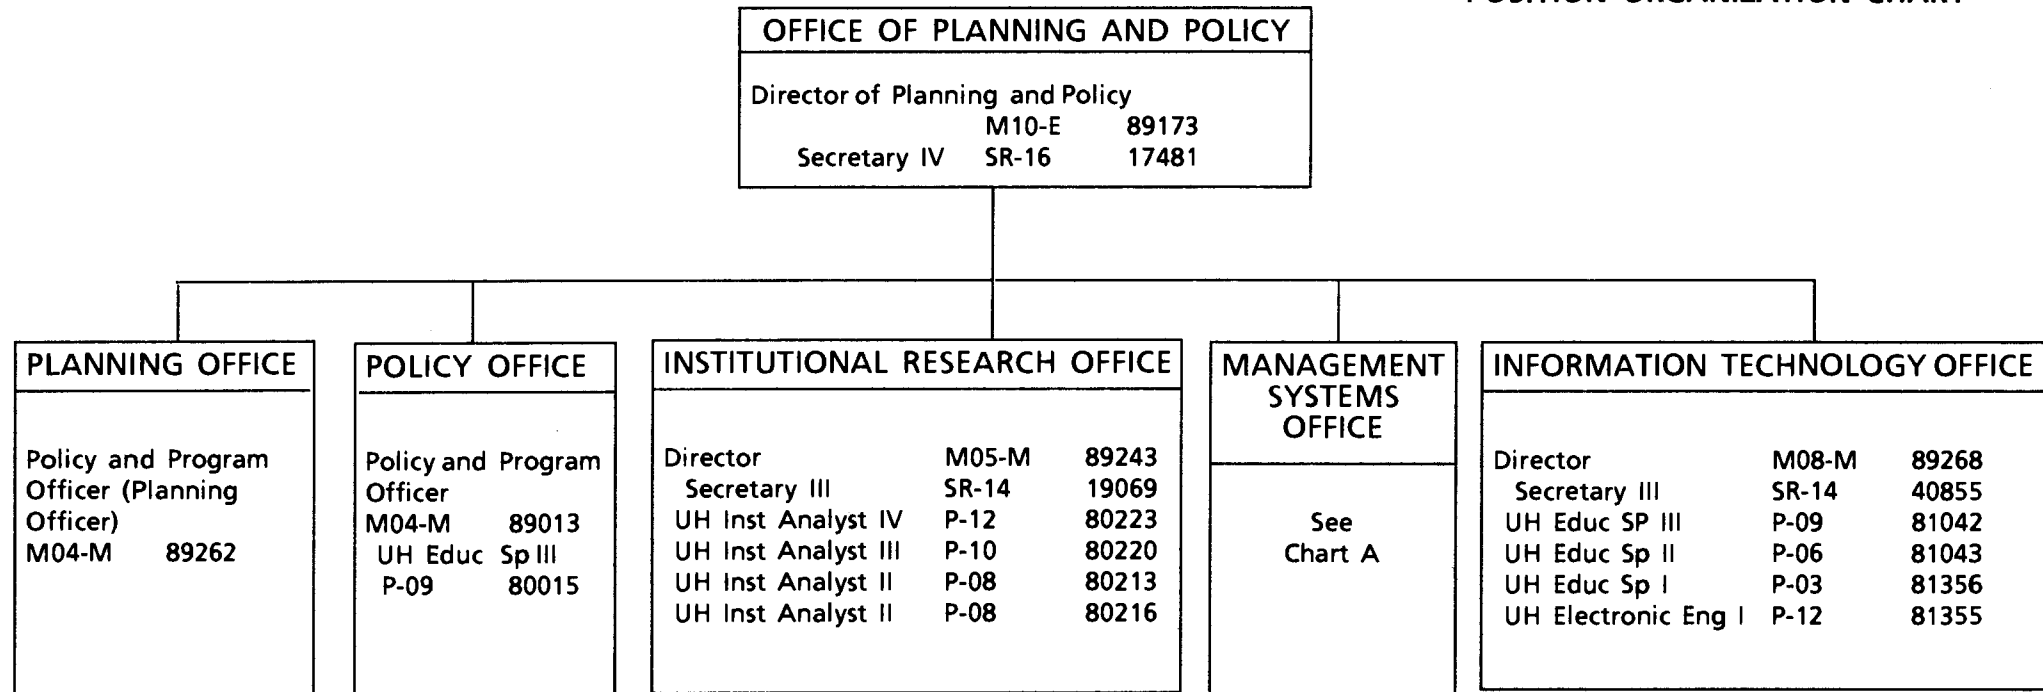 POSITION ORGANIZATION CHART
OFFICE OF PLANNING AND POLICY
Director of Planning and Policy
M10-E 89173
Secretary IV SR-16 17481
PLANNING OFFICE
Policy and Program
Officer (Planning
Officer)
M04-M 89262
POLICY OFFICE
Policy and Program
Officer
M04-M 89013
UH Educ Sp III
P-09 80015
INSTITUTIONAL RESEARCH OFFICE
Director M05-M 89243
Secretary III SR-14 19069
UH Inst Analyst IV P-12 80223
UH Inst Analyst III P-10 80220
UH Inst Analyst II P-08 80213
UH Inst Analyst II P-08 80216
MANAGEMENT
SYSTEMS
OFFICE
See
Chart A
INFORMATION TECHNOLOGY OFFICE
Director M08-M 89268
Secretary III SR-14 40855
UH Educ SP III P-09 81042
UH Educ Sp II P-06 81043
UH Educ Sp I P-03 81356
UH Electronic Eng I P-12 81355